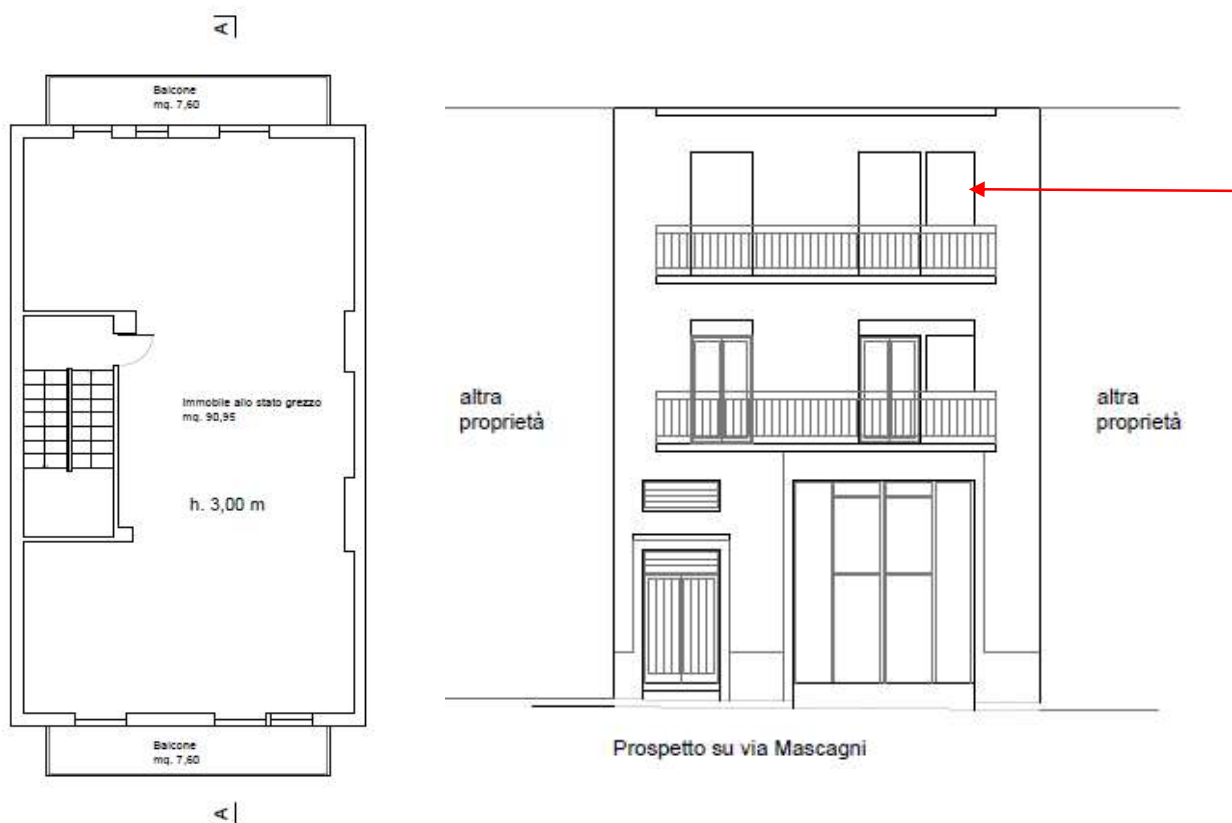 A
Balcone
mq. 7,60
Immobile allo stato grezzo
mq. 90,95
h. 3,00 m
Balcone
mq. 7,60
A
altra
proprietà
altra
proprietà
Prospetto su via Mascagni